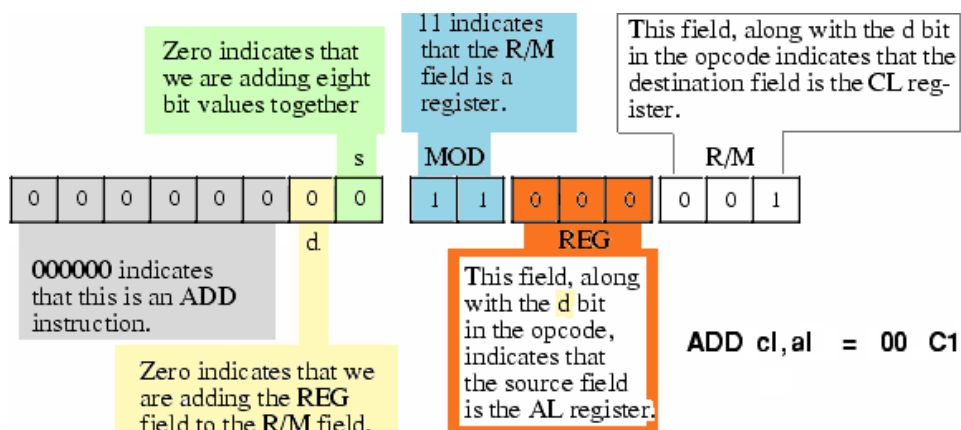 Zero indicates that
we are adding eight
bit values together
11 indicates
that the R/M
field is a
register.
This field, along with the d bit
in the opcode indicates that the
destination field is the CL reg-
ister.
s
MOD
R/M
0 0 0 0 0 0 0 0 1 1 0 0 0 0 0 1
d
REG
000000 indicates
that this is an ADD
instruction.
This field, along
with the d bit
in the opcode,
indicates that
the source field
is the AL register.
ADD cl,al = 00 C1
Zero indicates that we
are adding the REG
field to the R/M field.